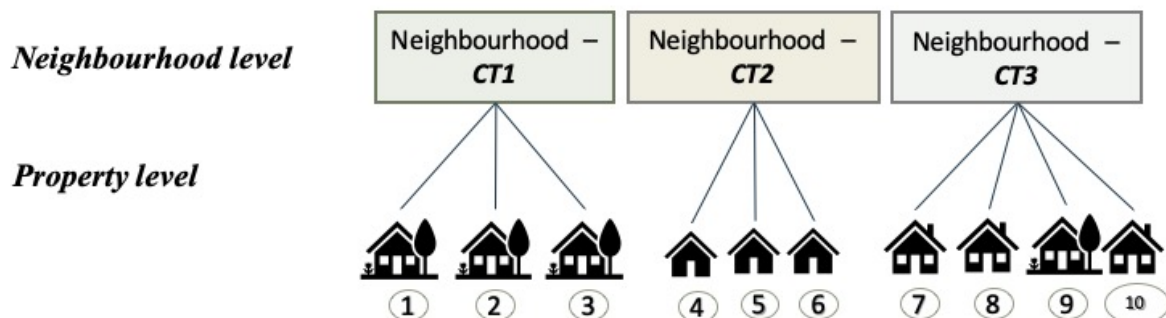 Neighbourhood level
Neighbourhood –
CT1
Neighbourhood –
CT2
Neighbourhood –
CT3
Property level
1 2 3 4 5 6 7 8 9 10